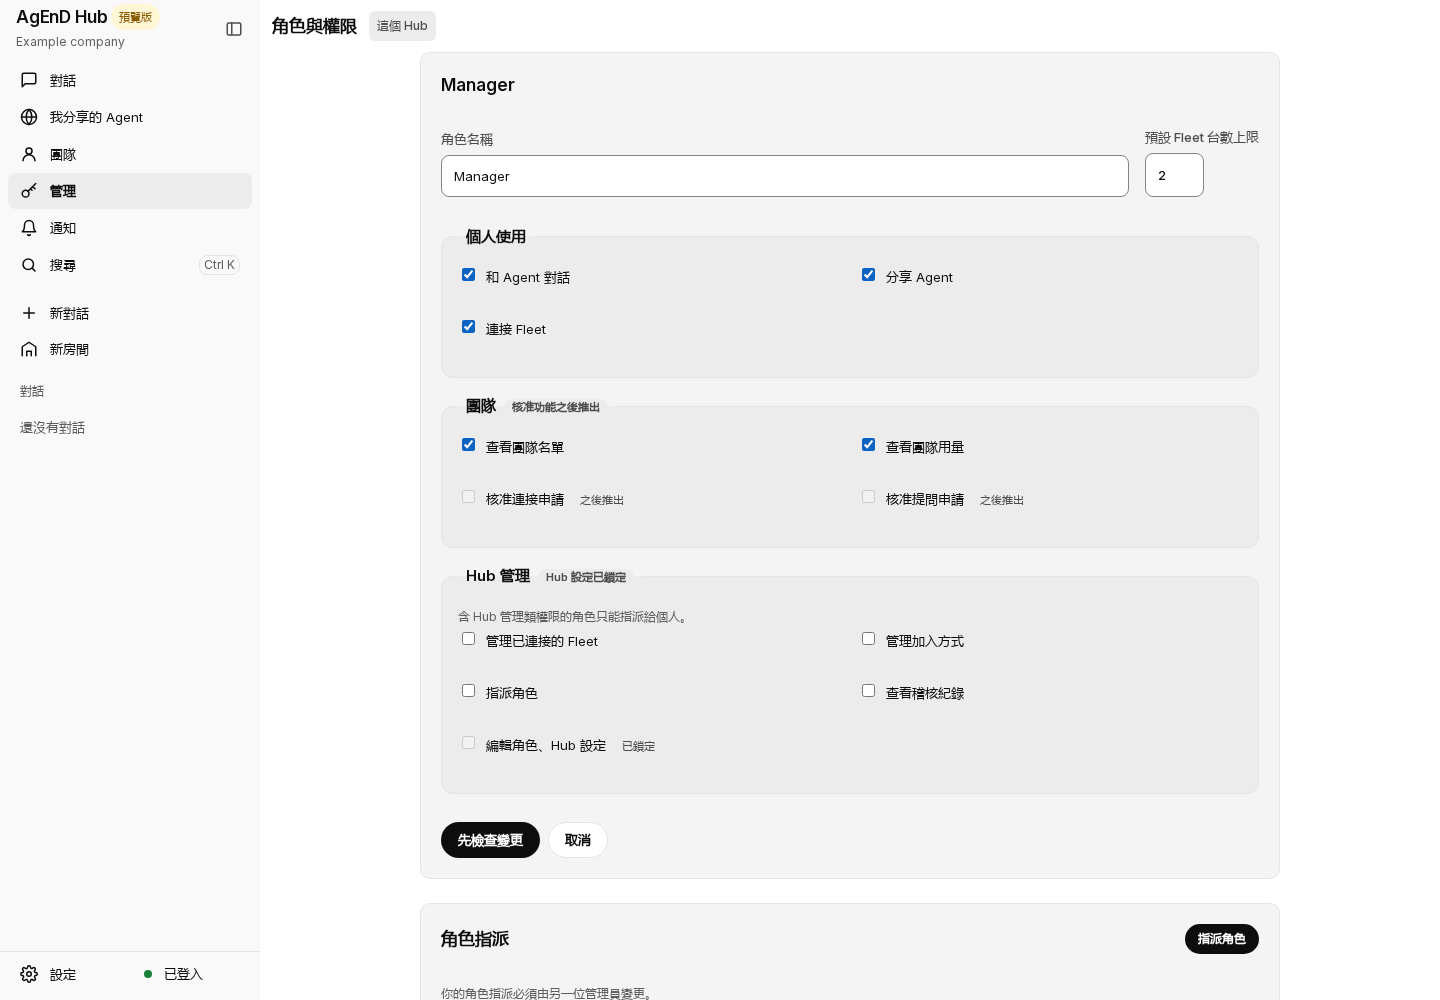 AgEnD Hub 預覽版
Example company
對話
我分享的 Agent
團隊
管理
通知
搜尋 Ctrl K
新對話
新房間
對話
還沒有對話
設定
已登入
角色與權限 這個 Hub
Manager
角色名稱
Manager
預設 Fleet 台數上限
2
個人使用
和 Agent 對話
分享 Agent
連接 Fleet
團隊 核准功能之後推出
查看團隊名單
查看團隊用量
核准連接申請 之後推出
核准提問申請 之後推出
Hub 管理 Hub 設定已鎖定
含 Hub 管理類權限的角色只能指派給個人。
管理已連接的 Fleet
管理加入方式
指派角色
查看稽核紀錄
編輯角色、Hub 設定 已鎖定
先檢查變更
取消
角色指派
指派角色
你的角色指派必須由另一位管理員變更。